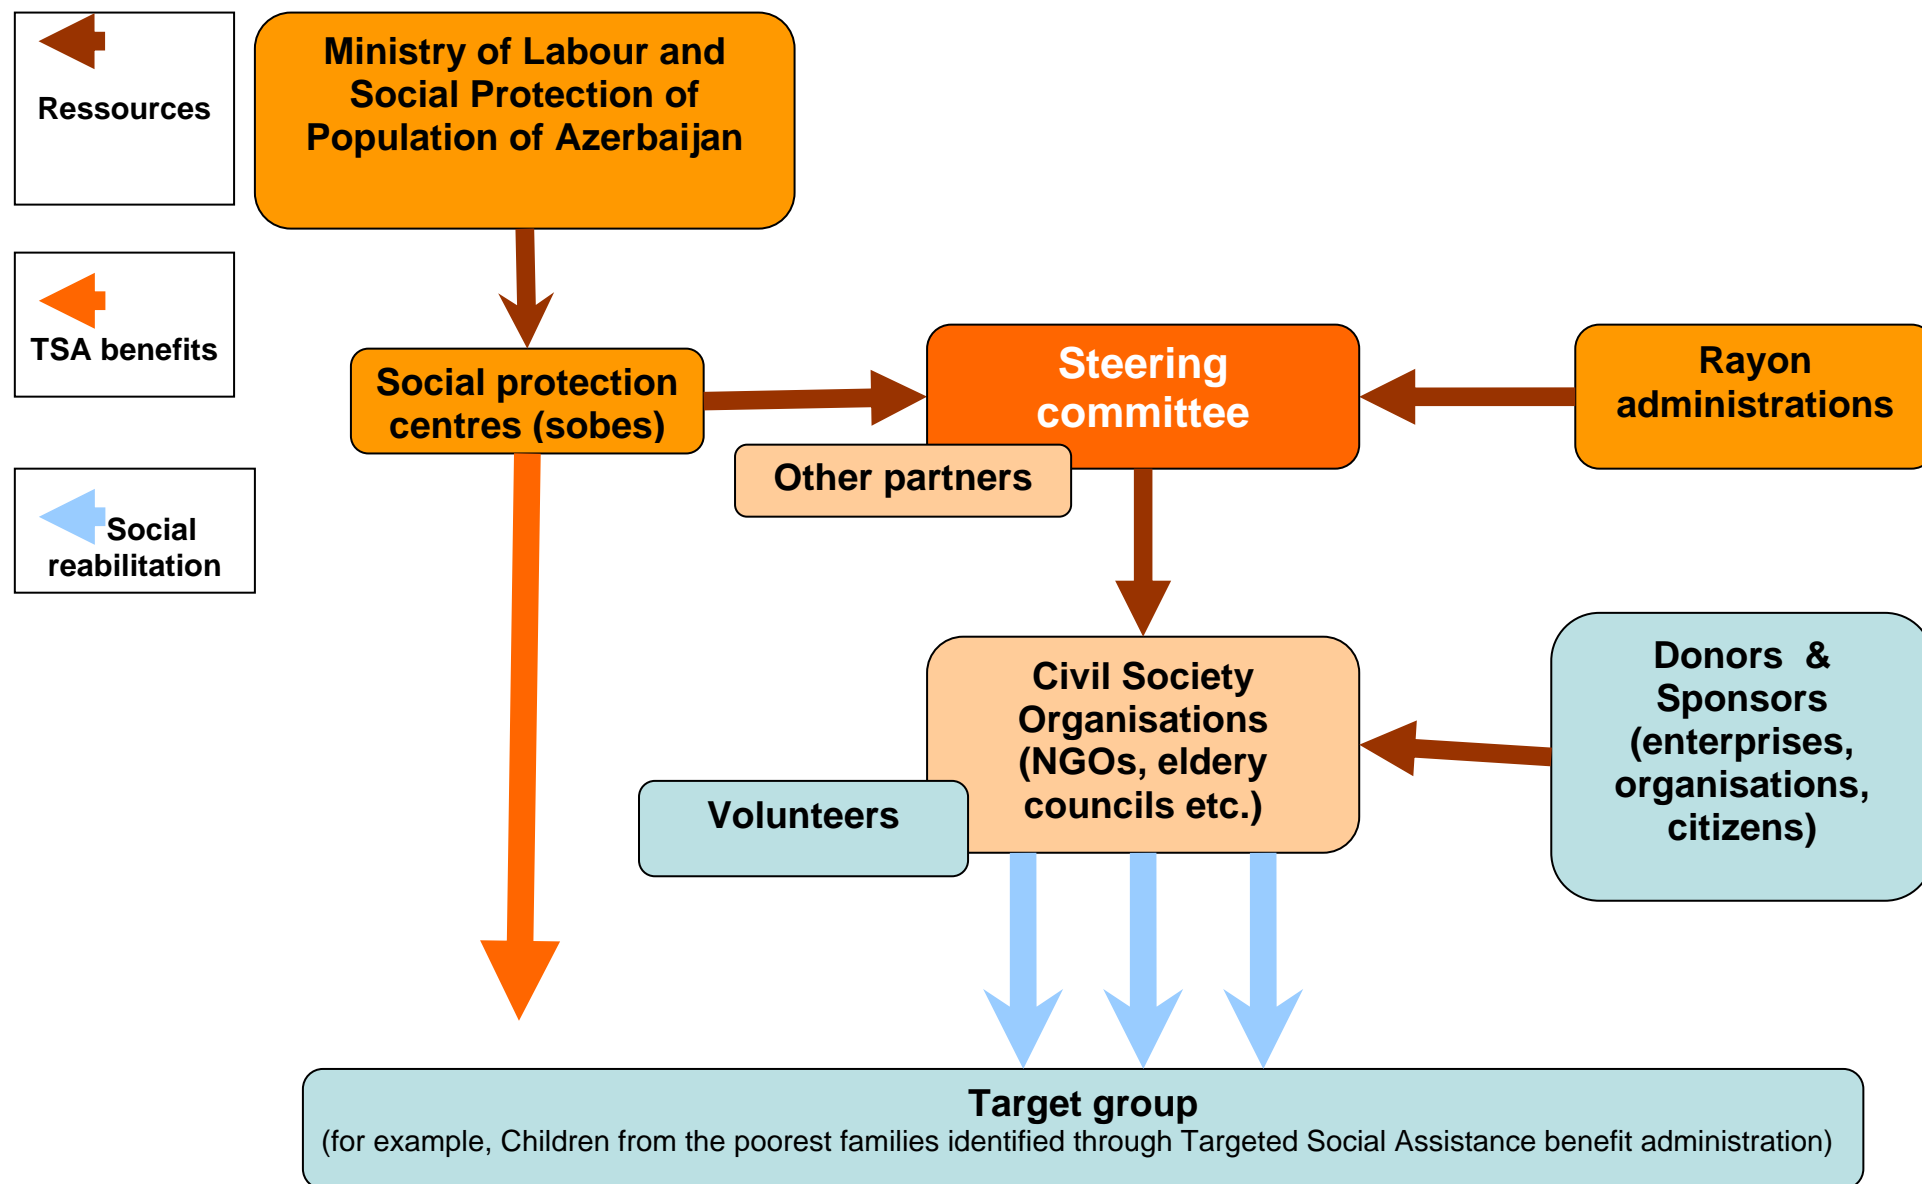 Ressources
Ministry of Labour and
Social Protection of
Population of Azerbaijan
TSA benefits
Social
reabilitation
Social protection
centres (sobes)
Steering
committee
Other partners
Rayon
administrations
Civil Society
Organisations
(NGOs, eldery
councils etc.)
Volunteers
Donors  &
Sponsors
(enterprises,
organisations,
citizens)
Target group
(for example, Children from the poorest families identified through Targeted Social Assistance benefit administration)